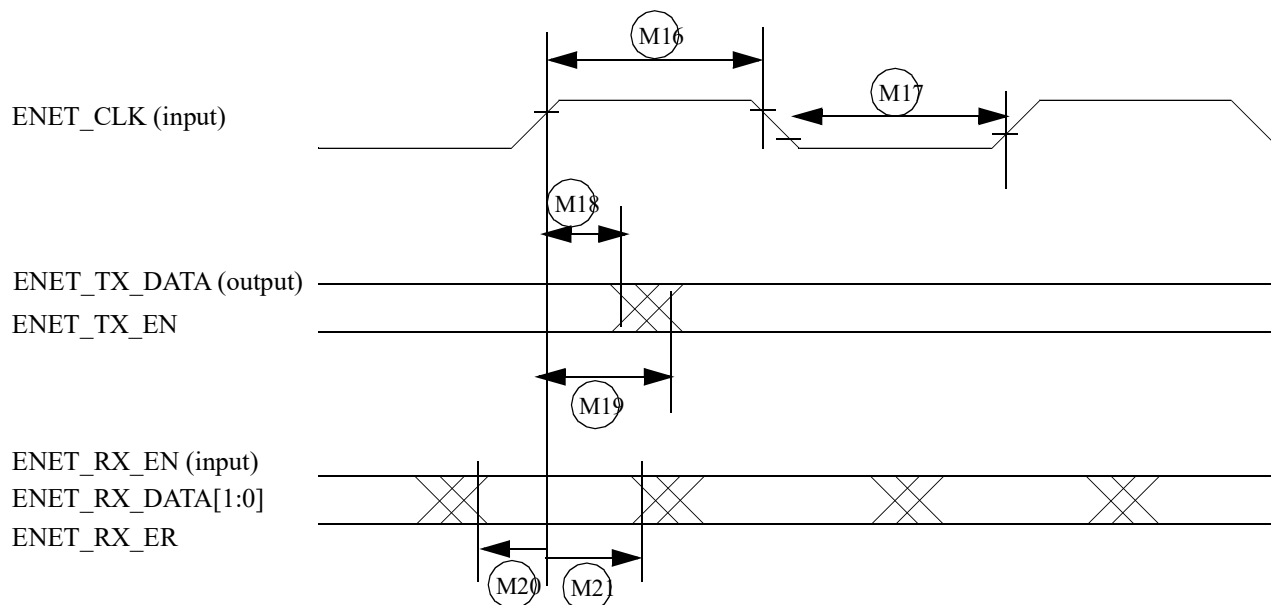 M16
M17
ENET_CLK (input)
M18
ENET_TX_DATA (output)
ENET_TX_EN
M19
ENET_RX_EN (input)
ENET_RX_DATA[1:0]
ENET_RX_ER
M20 M21